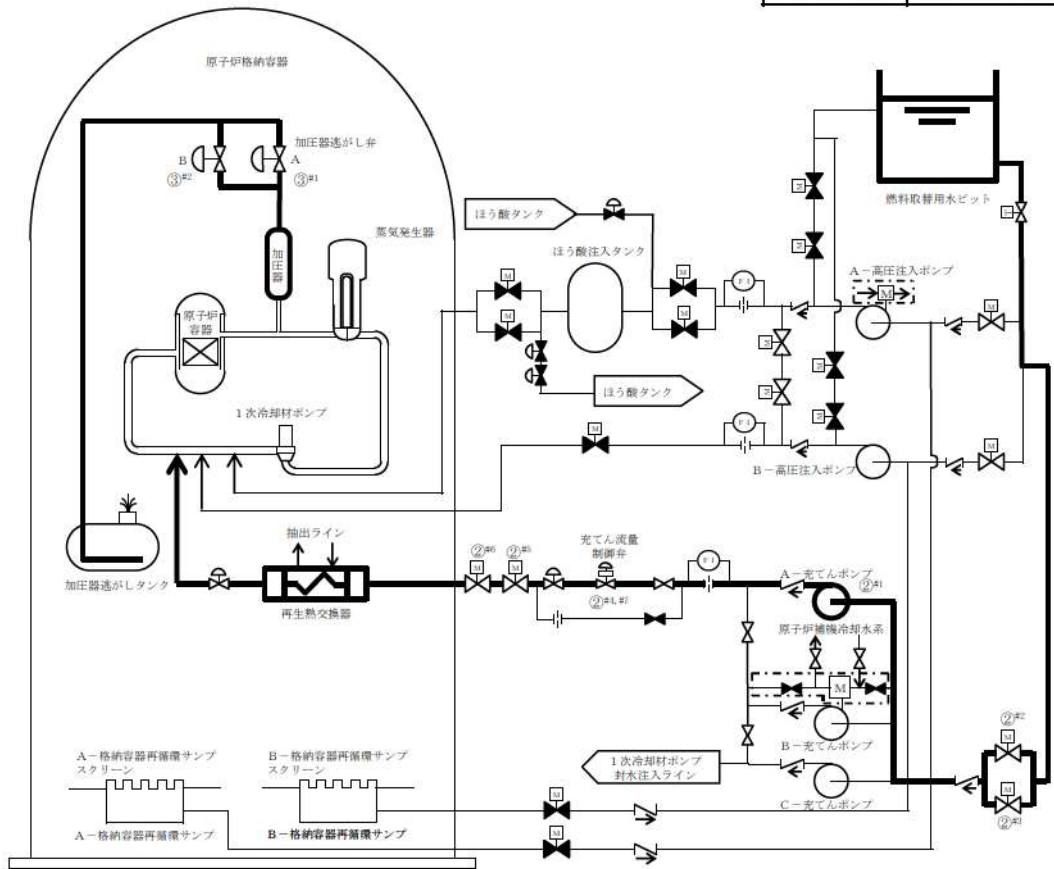 原子炉格納容器
加圧器逃がし弁
B
A
③#2
③#1
燃料取替用水ピット
M
M
M
ほう酸タンク
蒸気発生器
ほう酸注入タンク
加圧器
A-高圧注入ポンプ
M
M
M
F I
M
原子炉
容器
M
M
M
M
ほう酸タンク
M
M
1次冷却材ポンプ
M
F I
M
M
B-高圧注入ポンプ
抽出ライン
②#6
②#5
充てん流量
制御弁
M
M
F I
A-充てんポンプ
②#1
加圧器逃がしタンク
再生熱交換器
②#4,#7
原子炉補機冷却水系
M
②#2
M
B-充てんポンプ
A-格納容器再循環サンプ
スクリーン
B-格納容器再循環サンプ
スクリーン
1次冷却材ポンプ
封水注入ライン
M
②#3
C-充てんポンプ
M
A-格納容器再循環サンプ
B-格納容器再循環サンプ
M